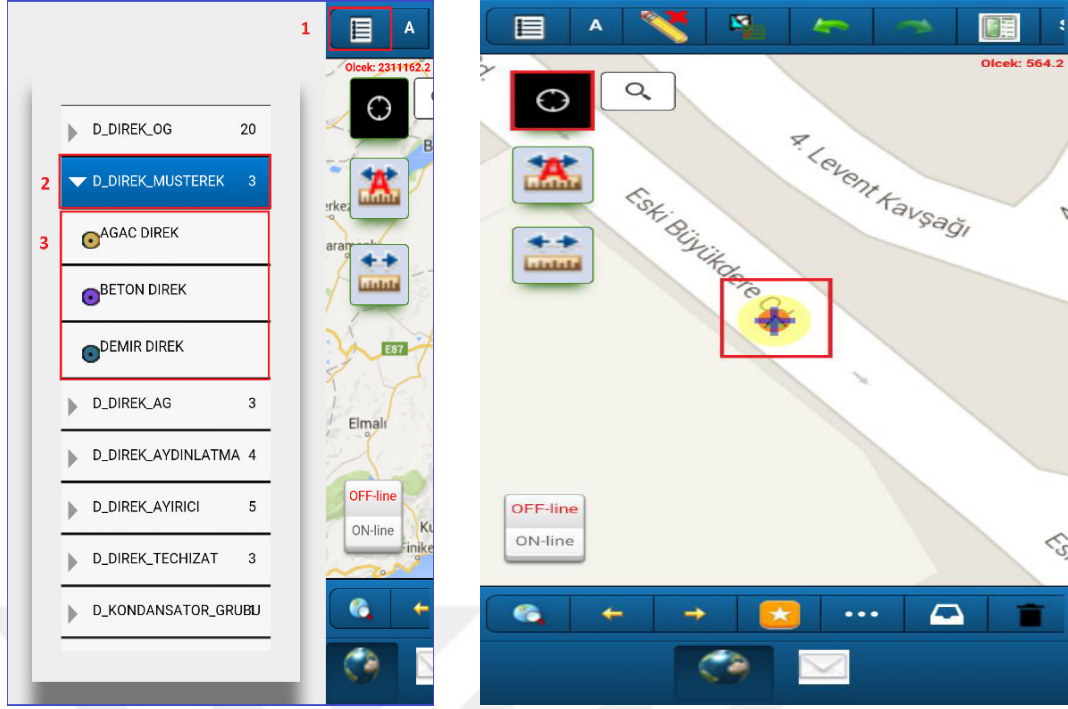 1
A
Olcek: 2311162.2
D_DIREK_OG 20
2
D_DIREK_MUSTEREK 3
3
AGAC DIREK
BETON DIREK
DEMIR DIREK
D_DIREK_AG 3
D_DIREK_AYDINLATMA 4
D_DIREK_AYIRICI 5
D_DIREK_TECHIZAT 3
D_KONDANSATOR_GRUBU
A
E87
Elmalı
OFF-line
ON-line
A
Olcek: 564.2
A
4. Levent Kavşağı
Eski Büyükdere
OFF-line
ON-line